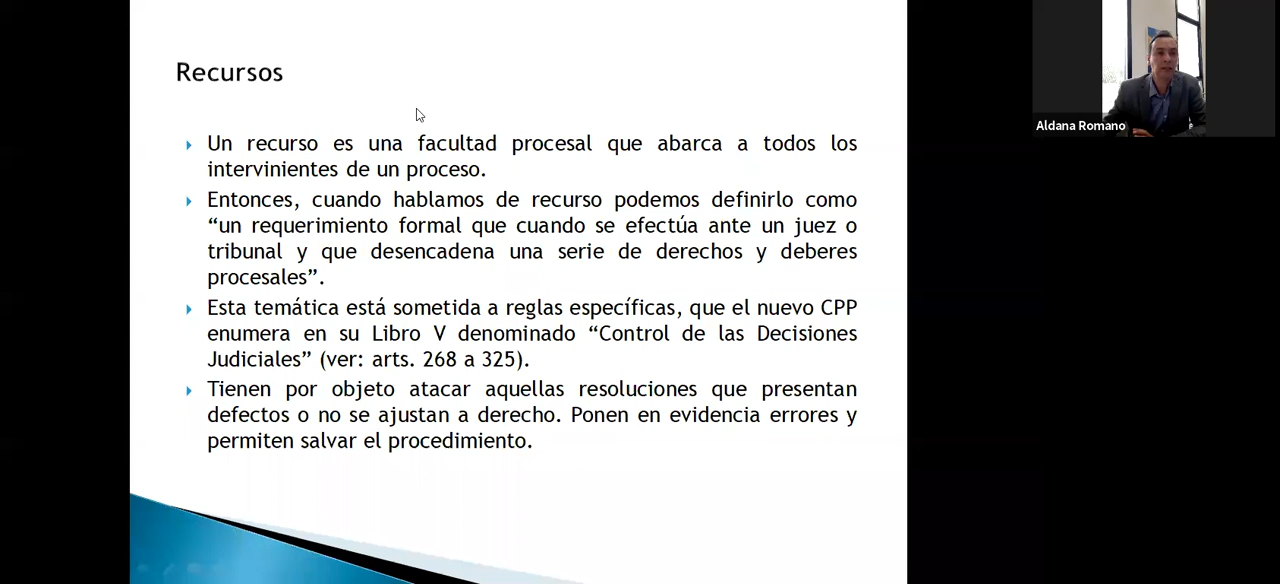 Recursos
Un recurso es una facultad procesal que abarca a todos los
intervinientes de un proceso.
Entonces, cuando hablamos de recurso podemos definirlo como
“un requerimiento formal que cuando se efectúa ante un juez o
tribunal y que desencadena una serie de derechos y deberes
procesales”.
Esta temática está sometida a reglas específicas, que el nuevo CPP
enumera en su Libro V denominado “Control de las Decisiones
Judiciales” (ver: arts. 268 a 325).
Tienen por objeto atacar aquellas resoluciones que presentan
defectos o no se ajustan a derecho. Ponen en evidencia errores y
permiten salvar el procedimiento.
Aldana Romano